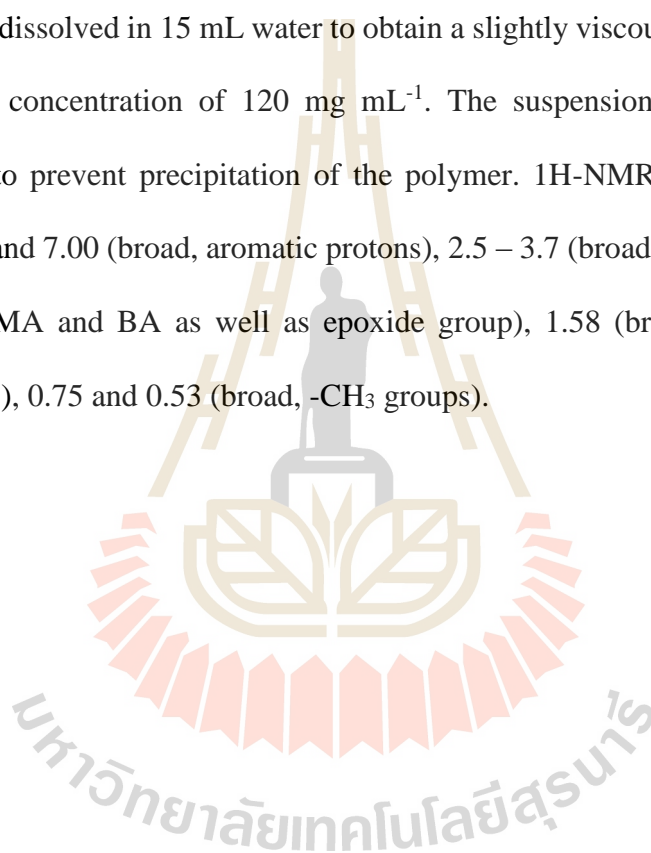 dissolved in 15 mL water to obtain a slightly viscou
concentration of 120 mg mL-1. The suspension
to prevent precipitation of the polymer. 1H-NMR
and 7.00 (broad, aromatic protons), 2.5 – 3.7 (broad
MA and BA as well as epoxide group), 1.58 (br
), 0.75 and 0.53 (broad, -CH3 groups).
มหาวิทยาลัยเทคโนโลยีสุรนารี